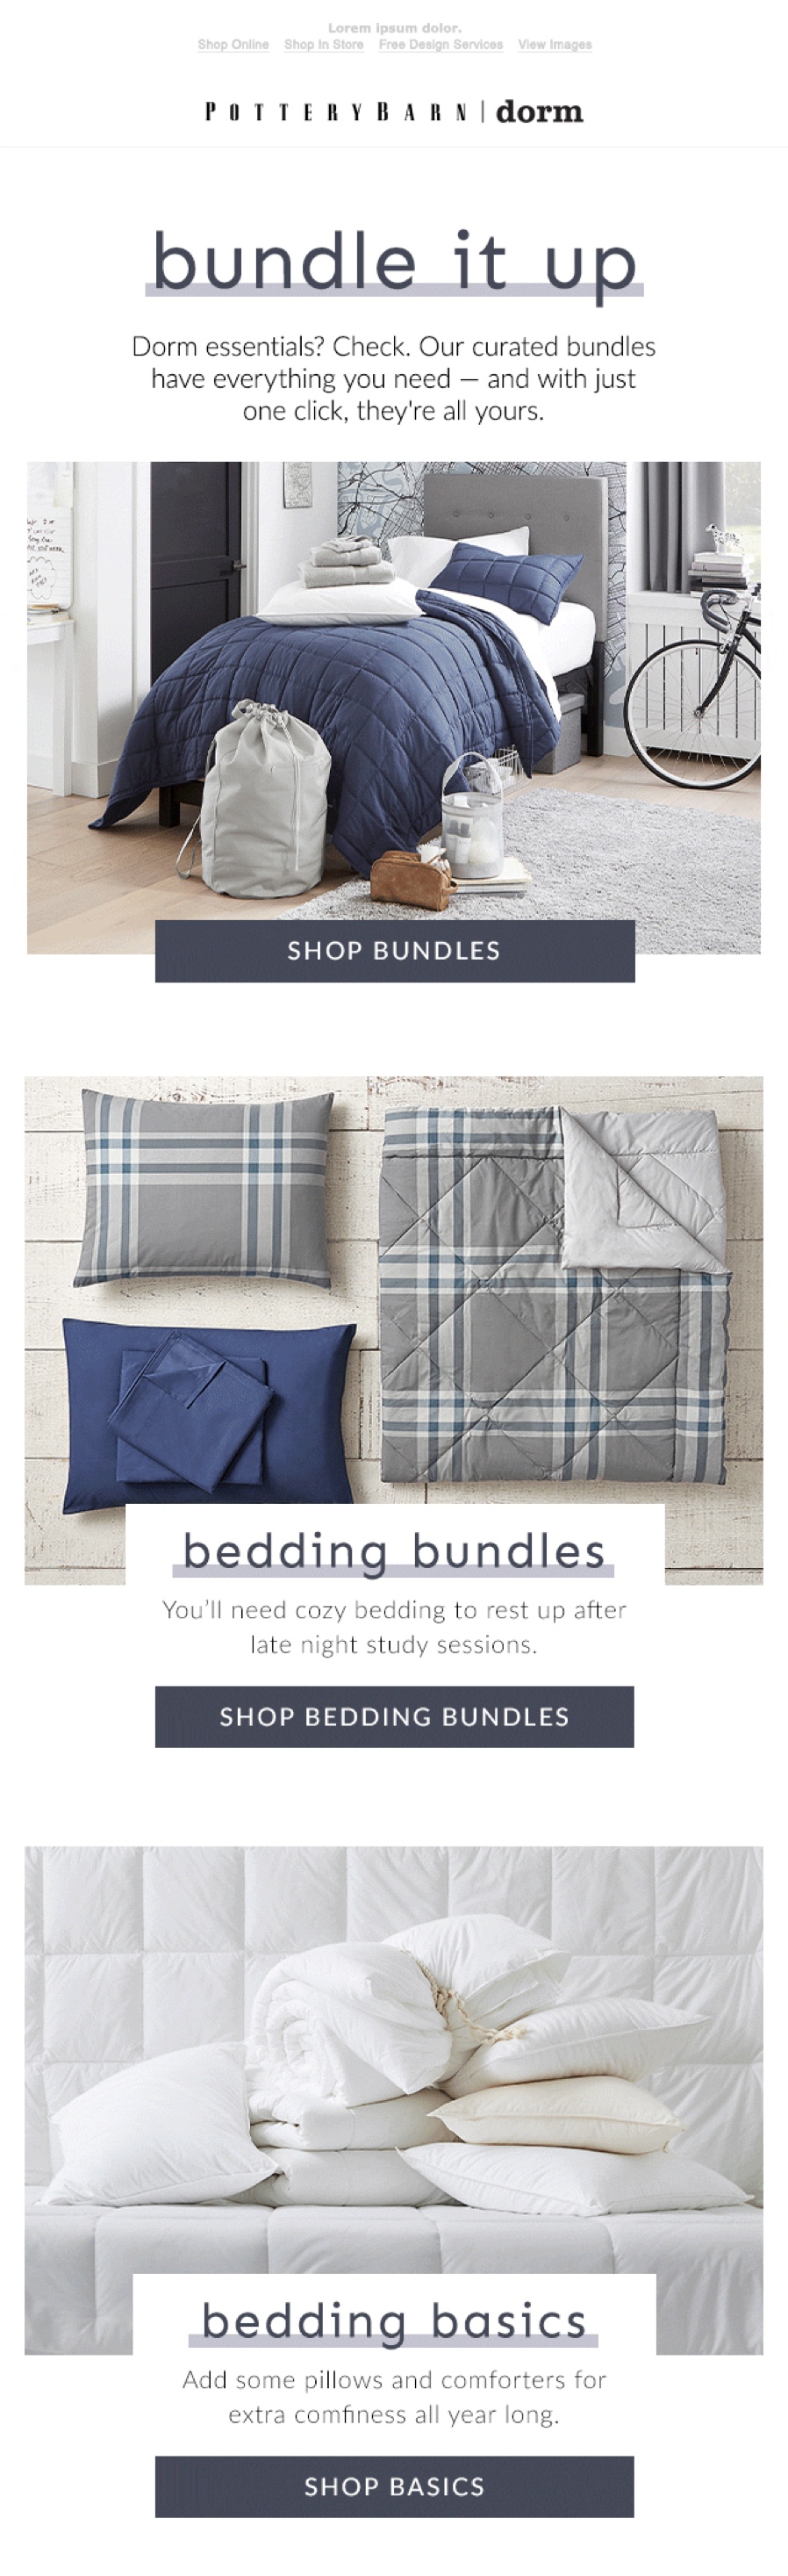 Lorem ipsum dolor.
Shop Online Shop In Store Free Design Services View Images
POTTERYBARN | dorm
bundle it up
Dorm essentials? Check. Our curated bundles
have everything you need — and with just
one click, they're all yours.
SHOP BUNDLES
bedding bundles
You’ll need cozy bedding to rest up after
late night study sessions.
SHOP BEDDING BUNDLES
bedding basics
Add some pillows and comforters for
extra comfiness all year long.
SHOP BASICS